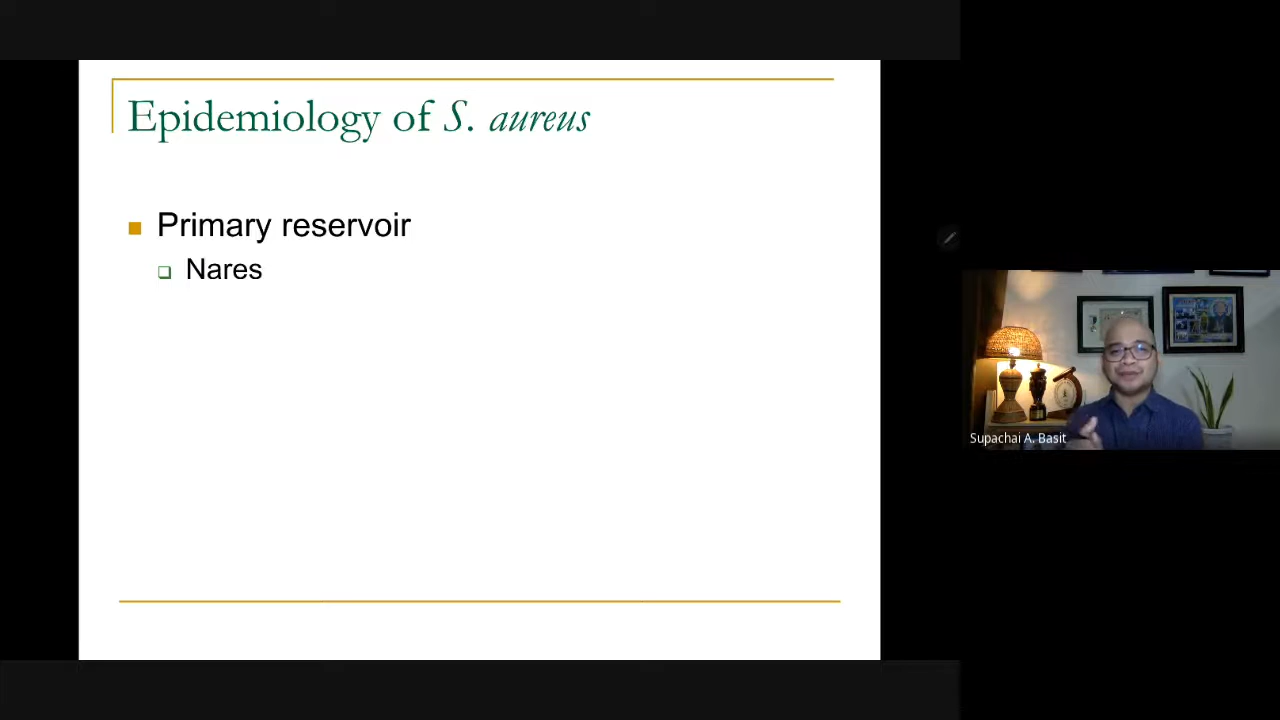 Epidemiology of S. aureus
Primary reservoir
Nares
Supachai A. Basit